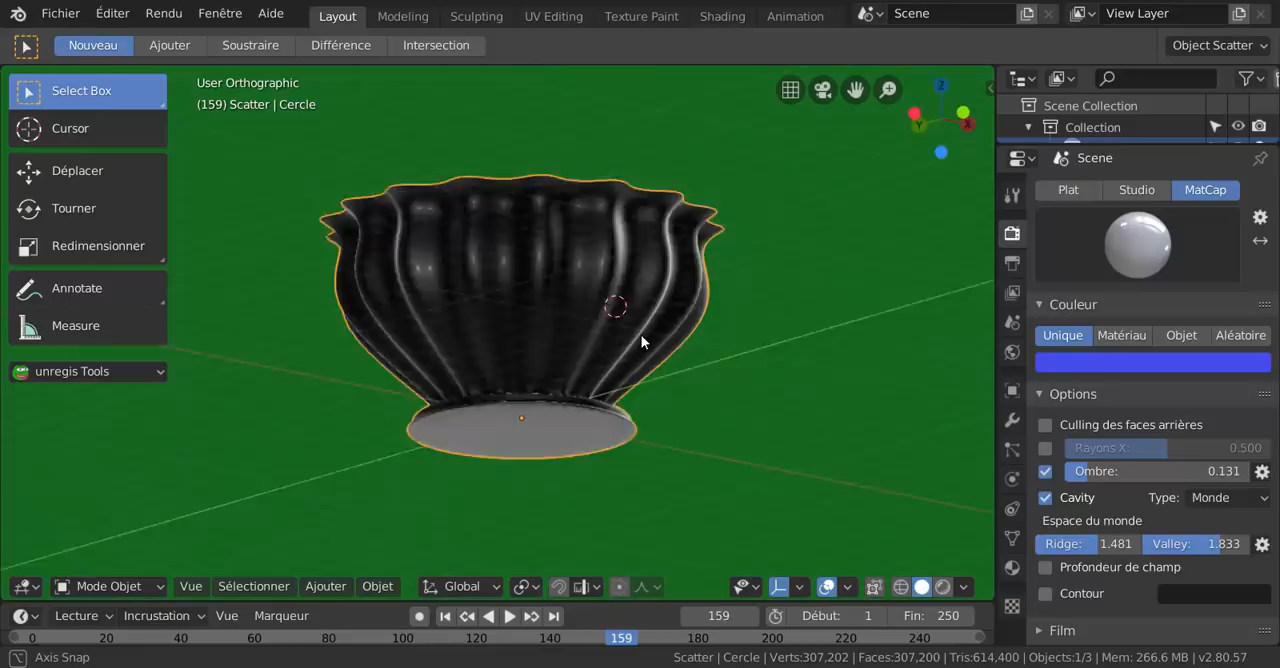 Fichier Éditer Rendu Fenêtre Aide Layout Modeling Sculpting UV Editing Texture Paint Shading Animation Scene View Layer
Nouveau Ajouter Soustraire Différence Intersection Object Scatter
Select Box
Cursor
Déplacer
Tourner
Redimensionner
Annotate
Measure
unregis Tools
User Orthographic
(159) Scatter | Cercle
Z
Y
X
Scene Collection
Collection
Scene
Plat Studio MatCap
Couleur
Unique Matériau Objet Aléatoire
Options
Culling des faces arrières
Rayons X: 0.500
Ombre: 0.131
Cavity Type: Monde
Espace du monde
Ridge: 1.481 Valley: 1.833
Profondeur de champ
Contour
Film
Mode Objet Vue Sélectionner Ajouter Objet Global
Lecture Incrustation Vue Marqueur 159 Début: 1 Fin: 250
0 20 40 60 80 100 120 140 159 180 200 220 240
Axis Snap Scatter | Cercle | Verts:307,202 | Faces:307,200 | Tris:614,400 | Objects:1/3 | Mem: 266.6 MB | v2.80.57